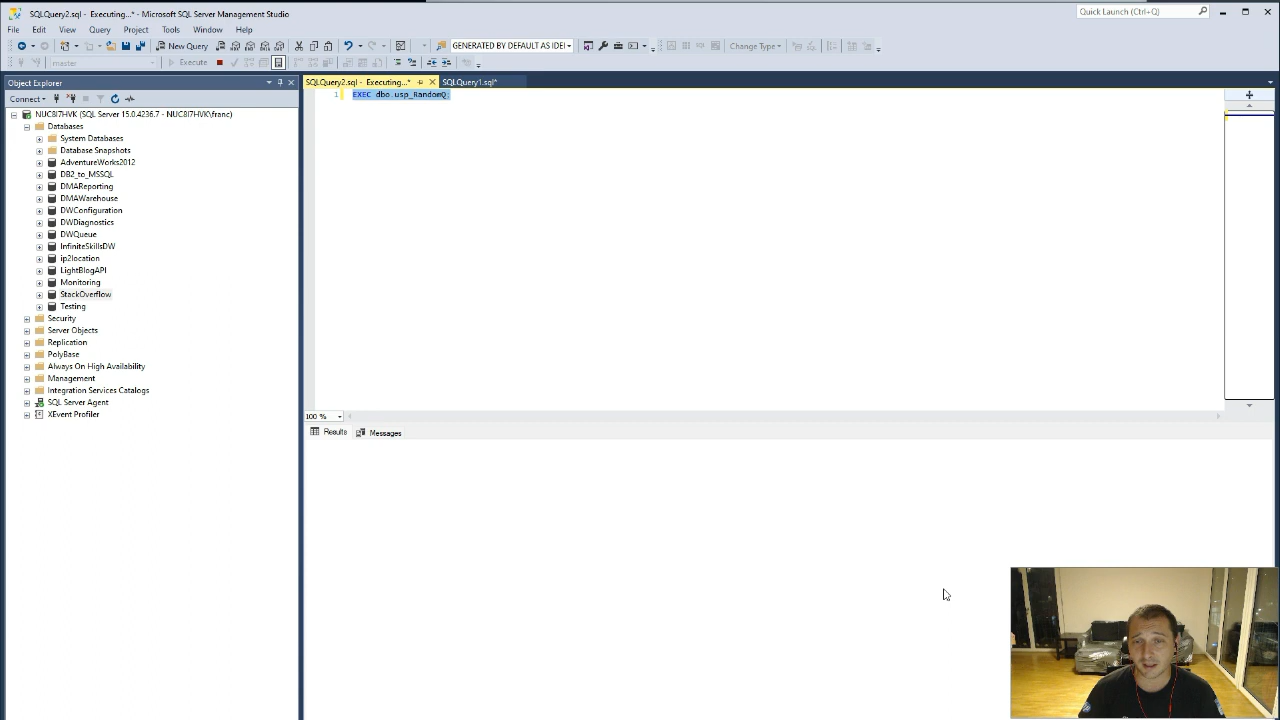 SQLQuery2.sql - Executing...* - Microsoft SQL Server Management Studio
Quick Launch (Ctrl+Q)
File Edit View Query Project Tools Window Help
New Query
GENERATED BY DEFAULT AS IDEI
Change Type
master
Execute
Object Explorer
SQLQuery2.sql - Executing...*
SQLQuery1.sql*
Connect
1 EXEC dbo.usp_RandomQ;
NUC8I7HVK (SQL Server 15.0.4236.7 - NUC8I7HVK\franc)
Databases
System Databases
Database Snapshots
AdventureWorks2012
DB2_to_MSSQL
DMAReporting
DMAWarehouse
DWConfiguration
DWDiagnostics
DWQueue
InfiniteSkillsDW
ip2location
LightBlogAPI
Monitoring
StackOverflow
Testing
Security
Server Objects
Replication
PolyBase
Always On High Availability
Management
Integration Services Catalogs
SQL Server Agent
XEvent Profiler
100 %
Results Messages